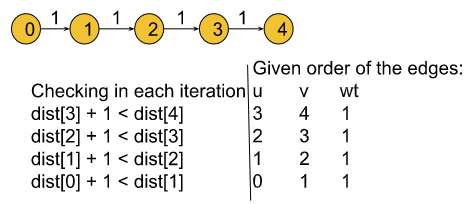 1 1 1 1
0 1 2 3 4
Given order of the edges:
Checking in each iteration u v wt
dist[3] + 1 < dist[4] 3 4 1
dist[2] + 1 < dist[3] 2 3 1
dist[1] + 1 < dist[2] 1 2 1
dist[0] + 1 < dist[1] 0 1 1